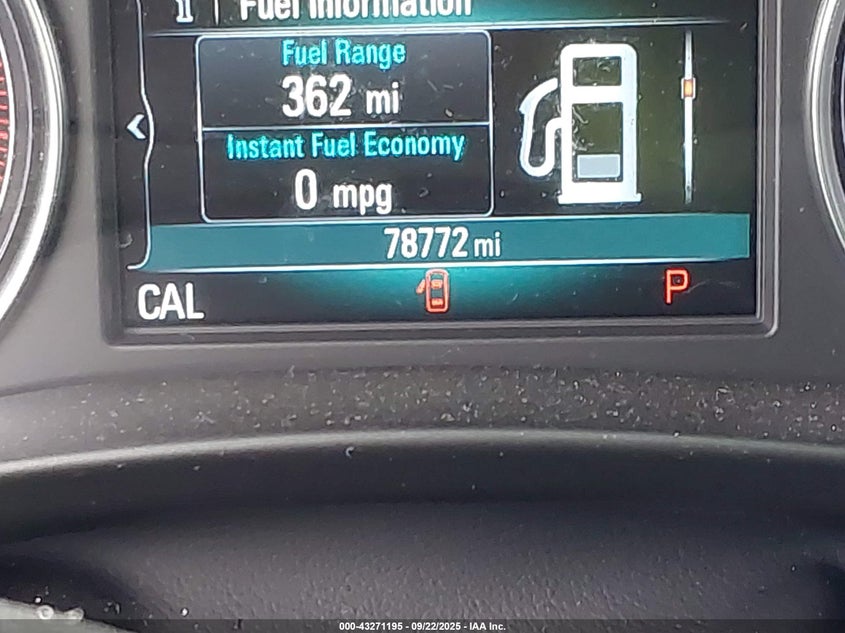 i Fuel Information
Fuel Range
362 mi
Instant Fuel Economy
0 mpg
78772 mi
CAL
P
000-43271195 - 09/22/2025 - IAA Inc.